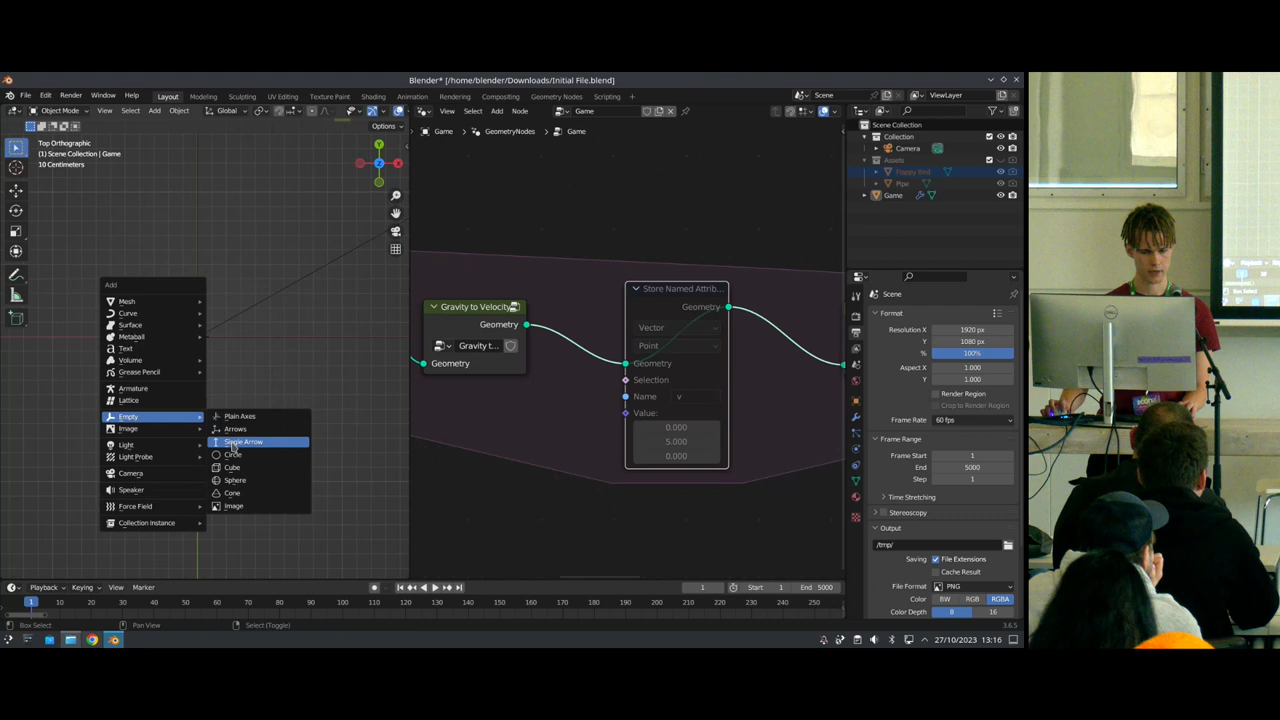 Blender* [/home/blender/Downloads/Initial File.blend]
File Edit Render Window Help
Layout Modeling Sculpting UV Editing Texture Paint Shading Animation Rendering Compositing Geometry Nodes Scripting +
Scene
ViewLayer
Object Mode View Select Add Object Global
Options
View Select Add Node
Game
Top Orthographic
(1) Scene Collection | Game
10 Centimeters
Z
X
Y
Game > GeometryNodes > Game
Scene Collection
Collection
Camera
Assets
Flappy Bird
Pipe
Game
Add
Mesh
Curve
Surface
Metaball
Text
Volume
Grease Pencil
Armature
Lattice
Empty
Image
Light
Light Probe
Camera
Speaker
Force Field
Collection Instance
Plain Axes
Arrows
Single Arrow
Circle
Cube
Sphere
Cone
Image
Gravity to Velocity
Geometry
Gravity t...
Geometry
Store Named Attrib...
Geometry
Vector
Point
Geometry
Selection
Name v
Value:
0.000
5.000
0.000
Scene
Format
Resolution X 1920 px
Y 1080 px
% 100%
Aspect X 1.000
Y 1.000
Render Region
Crop to Render Region
Frame Rate 60 fps
Frame Range
Frame Start 1
End 5000
Step 1
Time Stretching
Stereoscopy
Output
/tmp/
Saving File Extensions
Cache Result
File Format PNG
Color BW RGB RGBA
Color Depth 8 16
Playback Keying View Marker
1 Start 1 End 5000
1 10 20 30 40 50 60 70 80 90 100 110 120 130 140 150 160 170 180 190 200 210 220 230 240 250
Box Select Pan View Select (Toggle)
3.6.5
27/10/2023 13:16
DELL